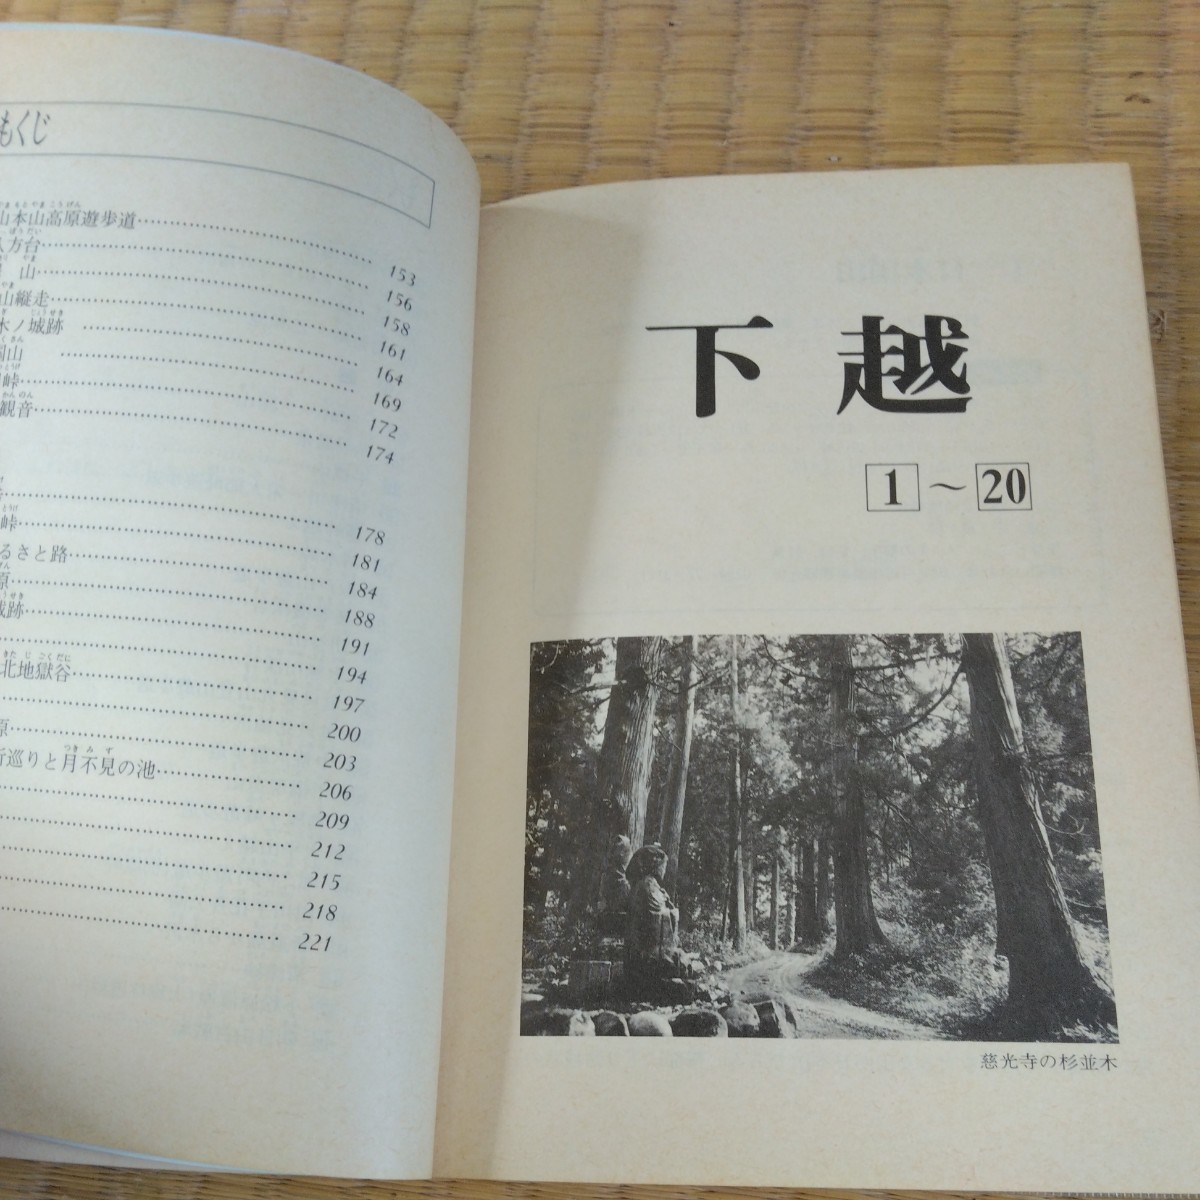 もくじ
山本山高原遊歩道 153
八方台 156
山 158
山縦走 161
木ノ城跡 164
山 169
峠 172
観音 174
178
峠 181
るさと路 184
原 188
城跡 191
194
北地獄谷 197
200
原 203
巡りと月不見の池 206
209
212
215
218
221
下越
1～20
慈光寺の杉並木